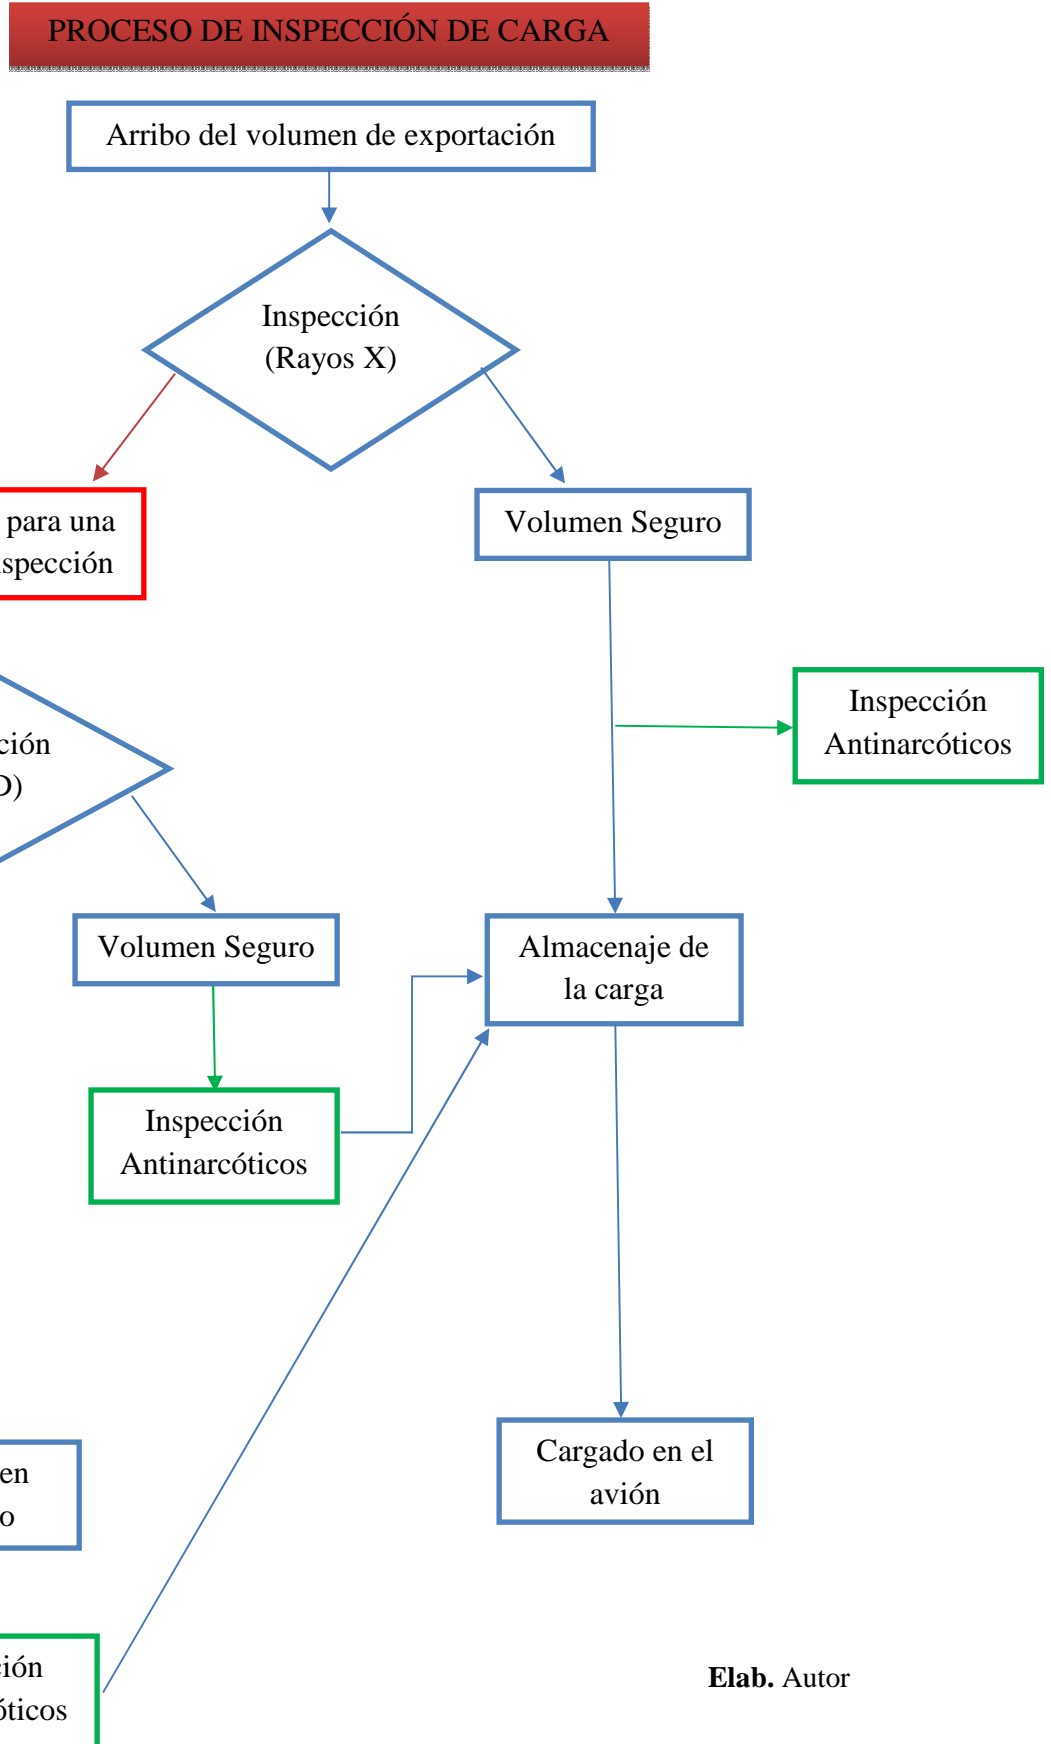 PROCESO DE INSPECCIÓN DE CARGA
Arribo del volumen de exportación
Inspección
(Rayos X)
para una
spección
Volumen Seguro
Inspección
Antinarcóticos
ción
D)
Volumen Seguro
Almacenaje de
la carga
Inspección
Antinarcóticos
en
o
Cargado en el
avión
ción
óticos
Elab. Autor